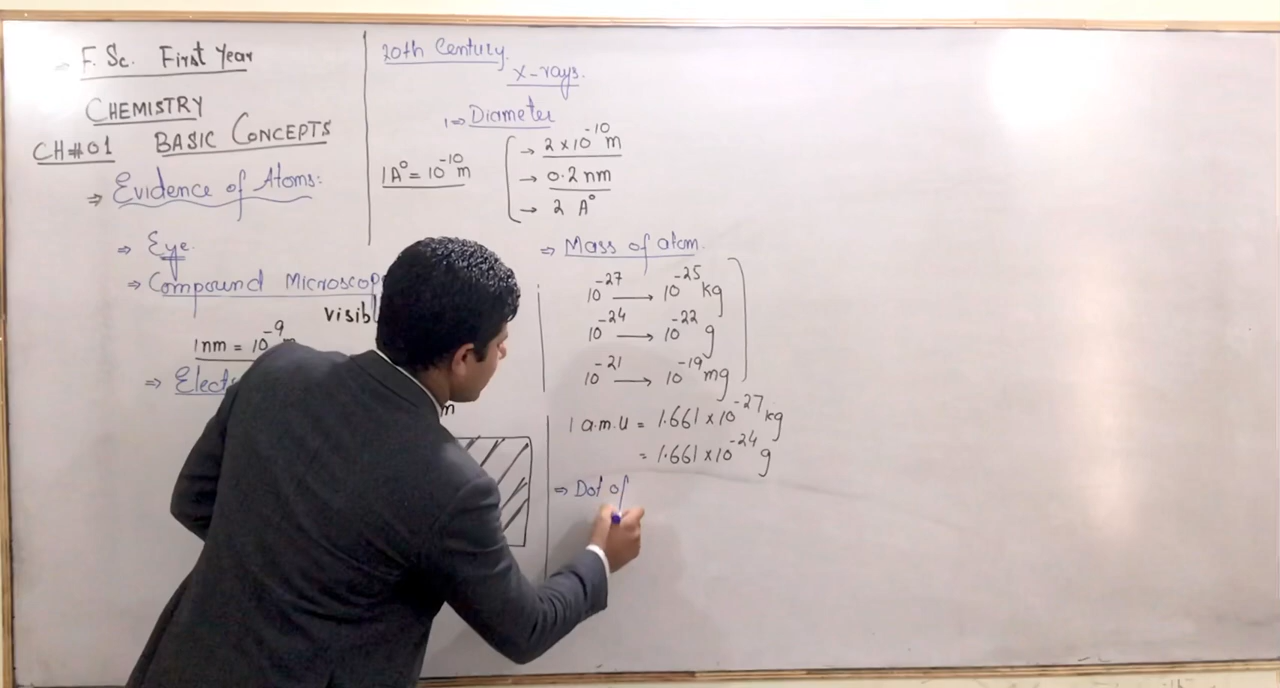 F. Sc. First Year
CHEMISTRY
CH#01 BASIC CONCEPTS
⇒ Evidence of Atoms:
⇒ Eye.
⇒ Compound Microscop
visib
1nm = 10⁻⁹
⇒ Elect
m
20th Century.
X-rays.
1⇒ Diameter
1A° = 10⁻¹⁰ m
→ 2×10⁻¹⁰ m
→ 0.2 nm
→ 2 A°
⇒ Mass of atom.
10⁻²⁷ → 10⁻²⁵ kg
10⁻²⁴ → 10⁻²² g
10⁻²¹ → 10⁻¹⁹ mg
1 a.m.u = 1.661×10⁻²⁷ kg
= 1.661×10⁻²⁴ g
⇒ Dot of